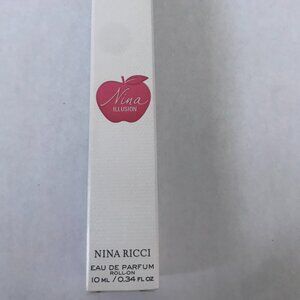 Nina
ILLUSION
NINA RICCI
EAU DE PARFUM
ROLL-ON
10 ML / 0.34 FL OZ